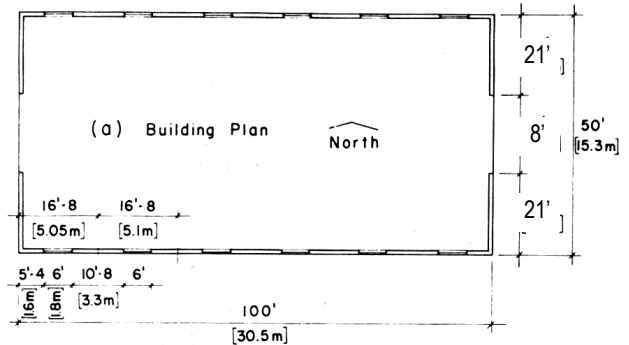 21' ]
(a) Building Plan
North
8' ]
50'
[15.3m]
16'-8 16'-8
[5.05m] [5.1m]
21' ]
5'-4 6' 10'-8 6'
[1.6m] [1.8m] [3.3m]
100'
[30.5m]